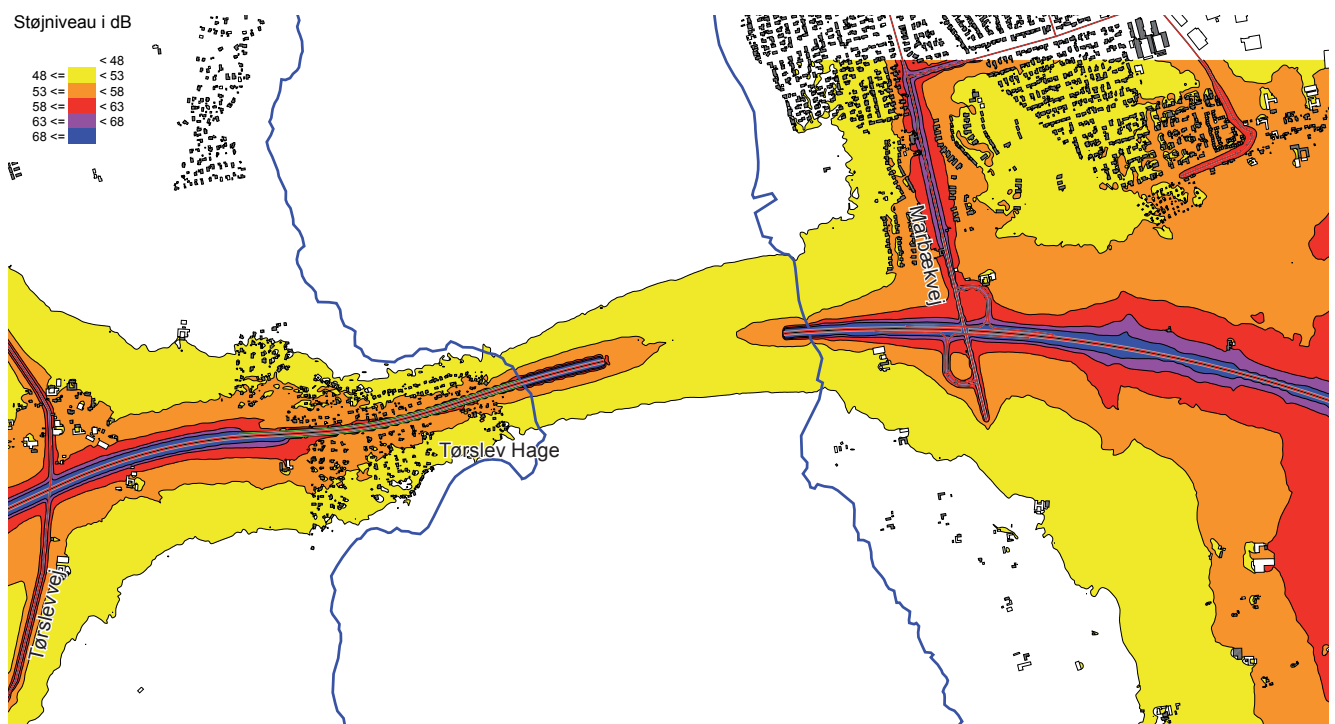 Støjniveau i dB
< 48
48 <= < 53
53 <= < 58
58 <= < 63
63 <= < 68
68 <=
Marbækvej
Tørslev Hage
Tørslevvej